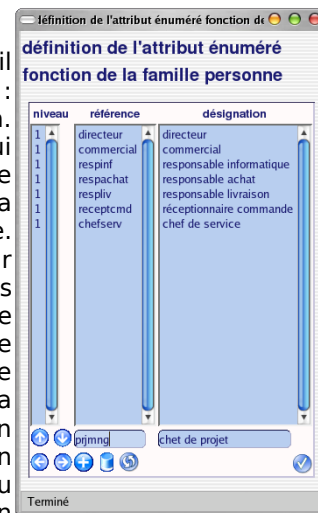 définition de l'attribut énuméré fonction de
définition de l'attribut énuméré
fonction de la famille personne
niveau référence désignation
1 directeur directeur
1 commercial commercial
1 respinf responsable informatique
1 respachat responsable achat
1 respliv responsable livraison
1 receptcmd réceptionnaire commande
1 chefserv chef de service
prjmng chet de projet
Terminé